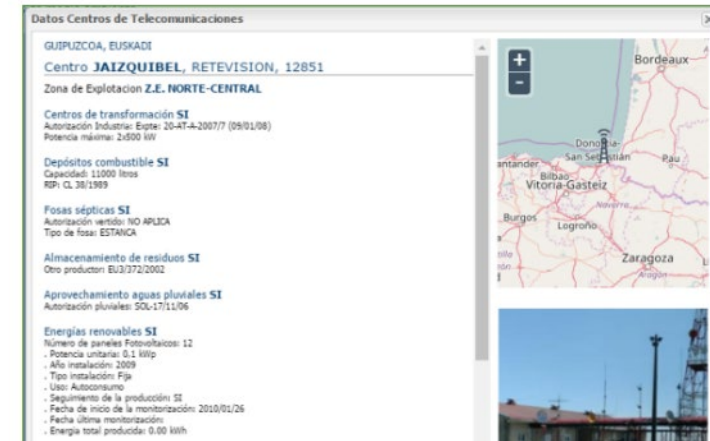 Datos Centros de Telecomunicaciones
GUIPUZCOA, EUSKADI
Centro JAIZQUIBEL, RETEVISION, 12851
Zona de Explotacion Z.E. NORTE-CENTRAL
Centros de transformación SI
Autorización Industria: Expte: 20-AT-A-2007/7 (09/01/08)
Potencia máxima: 2x500 kW
Depósitos combustible SI
Capacidad: 11000 litros
RIP: CL 38/1989
Fosas sépticas SI
Autorización vertido: NO APLICA
Tipo de fosa: ESTANCA
Almacenamiento de residuos SI
Otro productor: EU3/372/2002
Aprovechamiento aguas pluviales SI
Autorización pluviales: SOL-17/11/06
Energías renovables SI
Número de paneles Fotovoltaicos: 12
. Potencia unitaria: 0,1 kWp
. Año instalación: 2009
. Tipo instalación: Fija
. Uso: Autoconsumo
. Seguimiento de la producción: SI
. Fecha de inicio de la monitorización: 2010/01/26
. Fecha última monitorización:
. Energia total producida: 0.00 kWh
+
-
Bordeaux
Donostia-
San Sebastián
Pau
antander
Bilbao
Vitoria-Gasteiz
Navarra
Burgos
Logroño
Zaragoza
Aragón